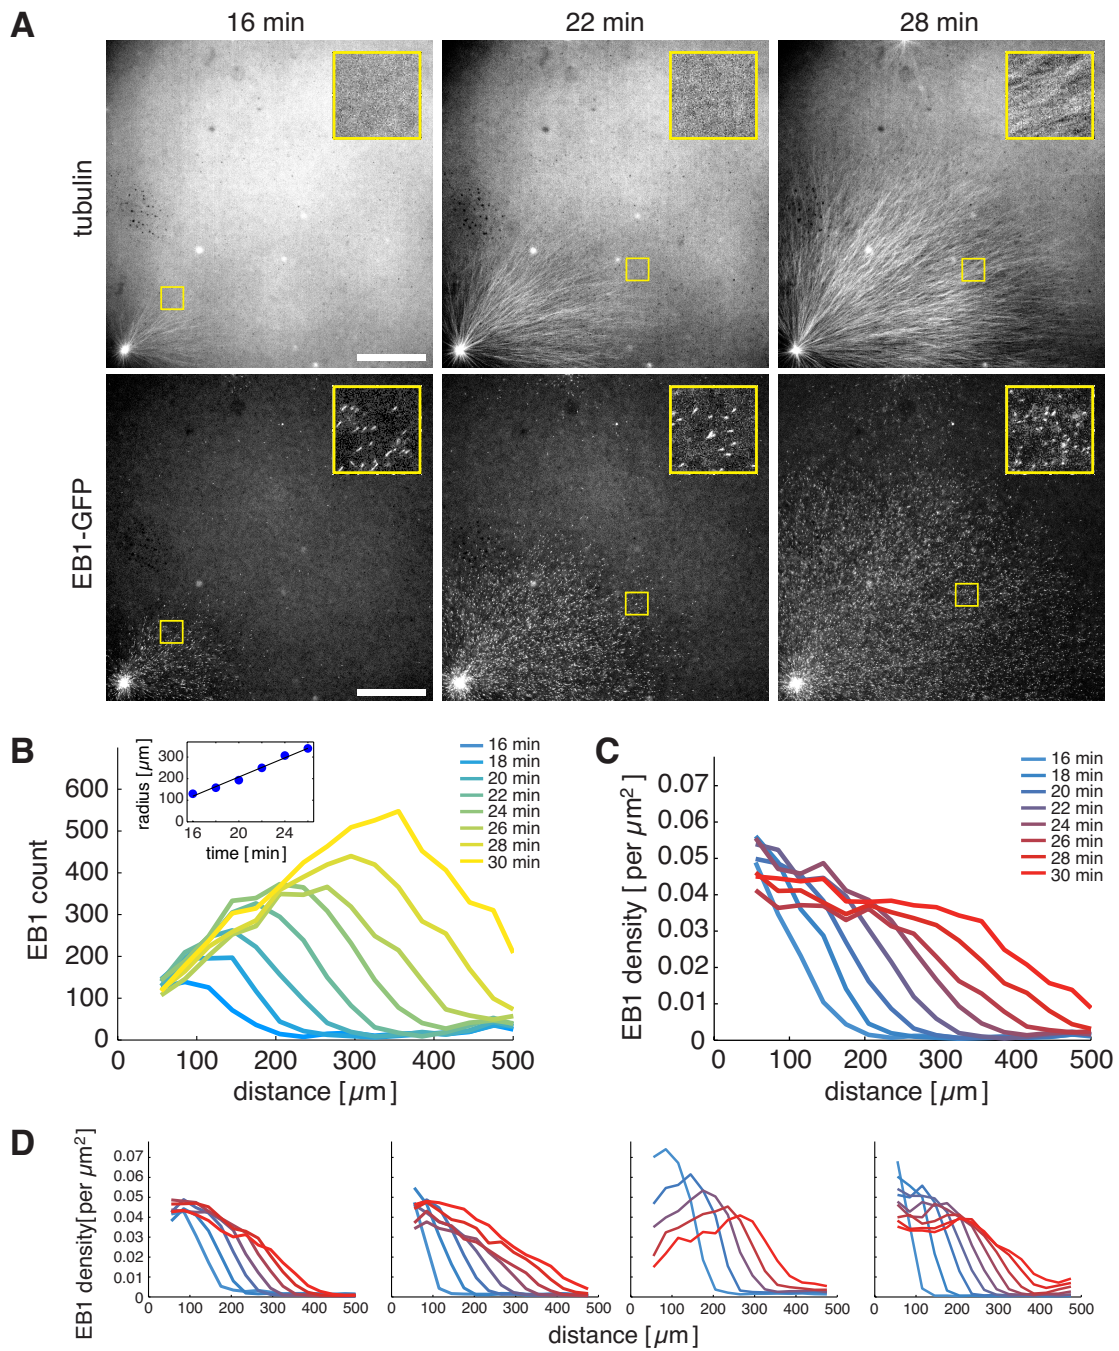 A
16 min
22 min
28 min
tubulin
EB1-GFP
B
radius [µm]
300
200
100
0
16
20
24
time [min]
16 min
18 min
20 min
22 min
24 min
26 min
28 min
30 min
EB1 count
600
500
400
300
200
100
0
0
100
200
300
400
500
distance [µm]
C
EB1 density [per µm²]
0.07
0.06
0.05
0.04
0.03
0.02
0.01
0
0
100
200
300
400
500
distance [µm]
16 min
18 min
20 min
22 min
24 min
26 min
28 min
30 min
D
EB1 density[per µm²]
0.07
0.06
0.05
0.04
0.03
0.02
0.01
0
0 100 200 300 400 500
0 100 200 300 400 500
0 100 200 300 400 500
0 100 200 300 400 500
distance [µm]